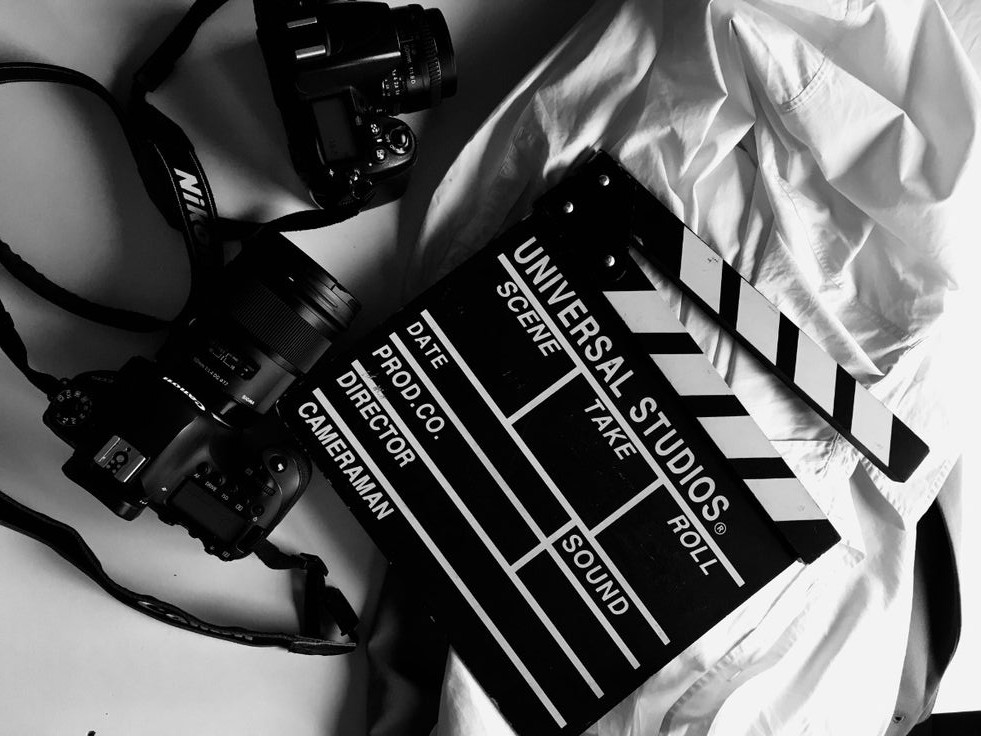 Nikon
Canon
UNIVERSAL STUDIOS®
SCENE
TAKE
ROLL
DATE
SOUND
PROD.CO.
DIRECTOR
CAMERAMAN